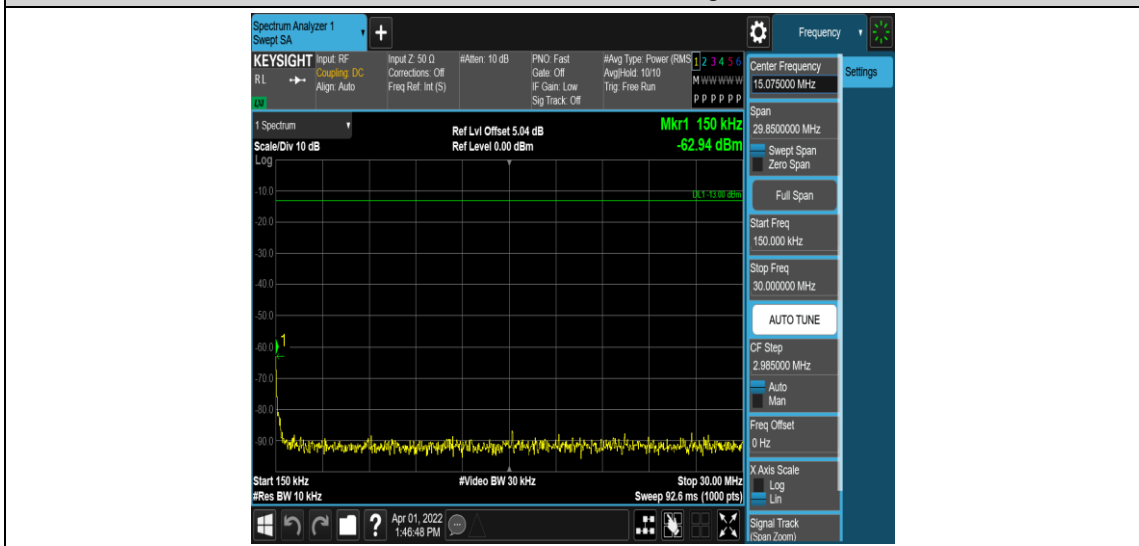 Spectrum Analyzer 1
Swept SA
+
Frequency
KEYSIGHT
RL
LXI
Input: RF
Coupling: DC
Align: Auto
Input Z: 50 Ω
Corrections: Off
Freq Ref: Int (S)
#Atten: 10 dB
PNO: Fast
Gate: Off
IF Gain: Low
Sig Track: Off
#Avg Type: Power (RMS
Avg|Hold: 10/10
Trig: Free Run
1 2 3 4 5 6
M W W W W W
P P P P P P
1 Spectrum
Scale/Div 10 dB
Ref Lvl Offset 5.04 dB
Ref Level 0.00 dBm
Mkr1 150 kHz
-62.94 dBm
Log
DL1 -13.00 dBm
-10.0
-20.0
-30.0
-40.0
-50.0
-60.0
-70.0
-80.0
-90.0
1
Start 150 kHz
#Res BW 10 kHz
#Video BW 30 kHz
Stop 30.00 MHz
Sweep 92.6 ms (1000 pts)
?
Apr 01, 2022
1:46:48 PM
Center Frequency
15.075000 MHz
Settings
Span
29.8500000 MHz
Swept Span
Zero Span
Full Span
Start Freq
150.000 kHz
Stop Freq
30.000000 MHz
AUTO TUNE
CF Step
2.985000 MHz
Auto
Man
Freq Offset
0 Hz
X Axis Scale
Log
Lin
Signal Track
(Span Zoom)